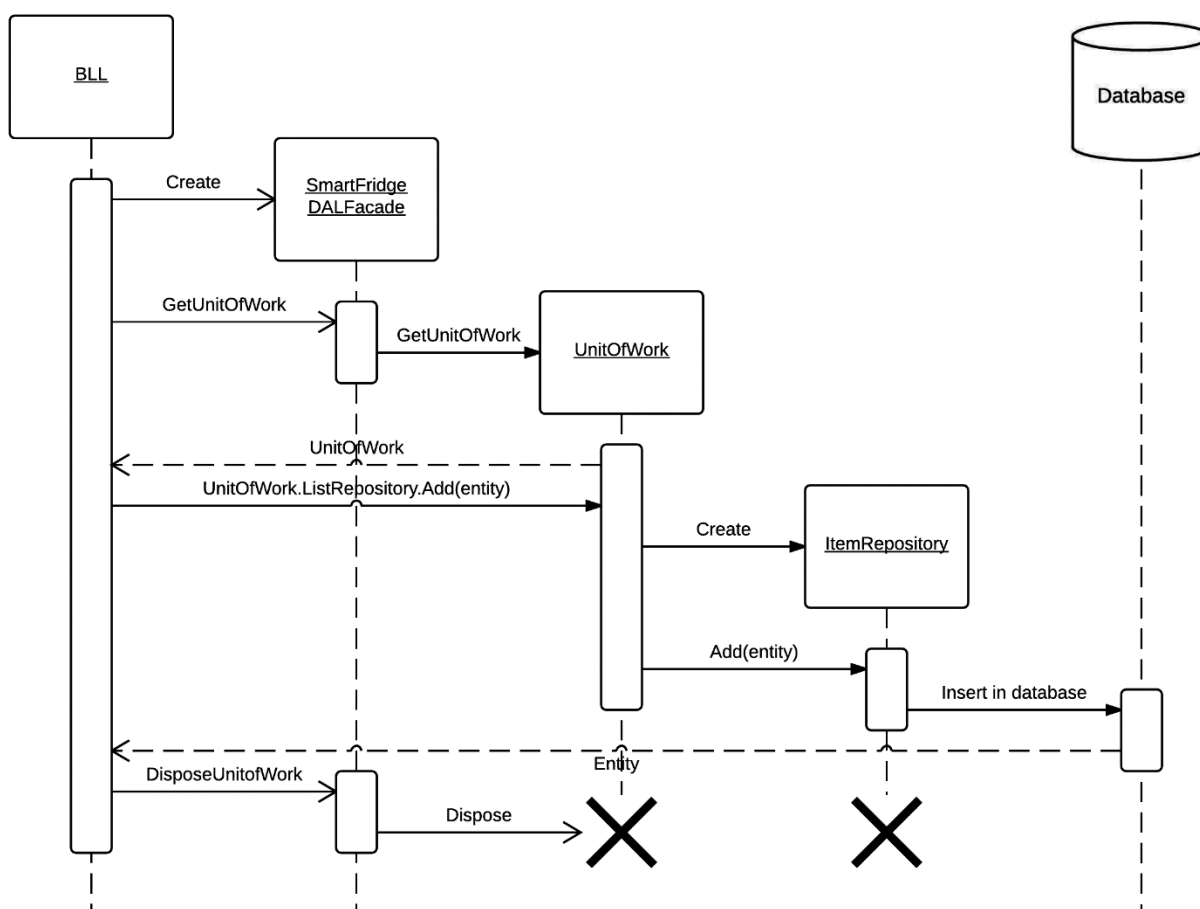 BLL
Database
Create
SmartFridge
DALFacade
GetUnitOfWork
GetUnitOfWork
UnitOfWork
UnitOfWork
UnitOfWork.ListRepository.Add(entity)
Create
ItemRepository
Add(entity)
Insert in database
Entity
DisposeUnitofWork
Dispose